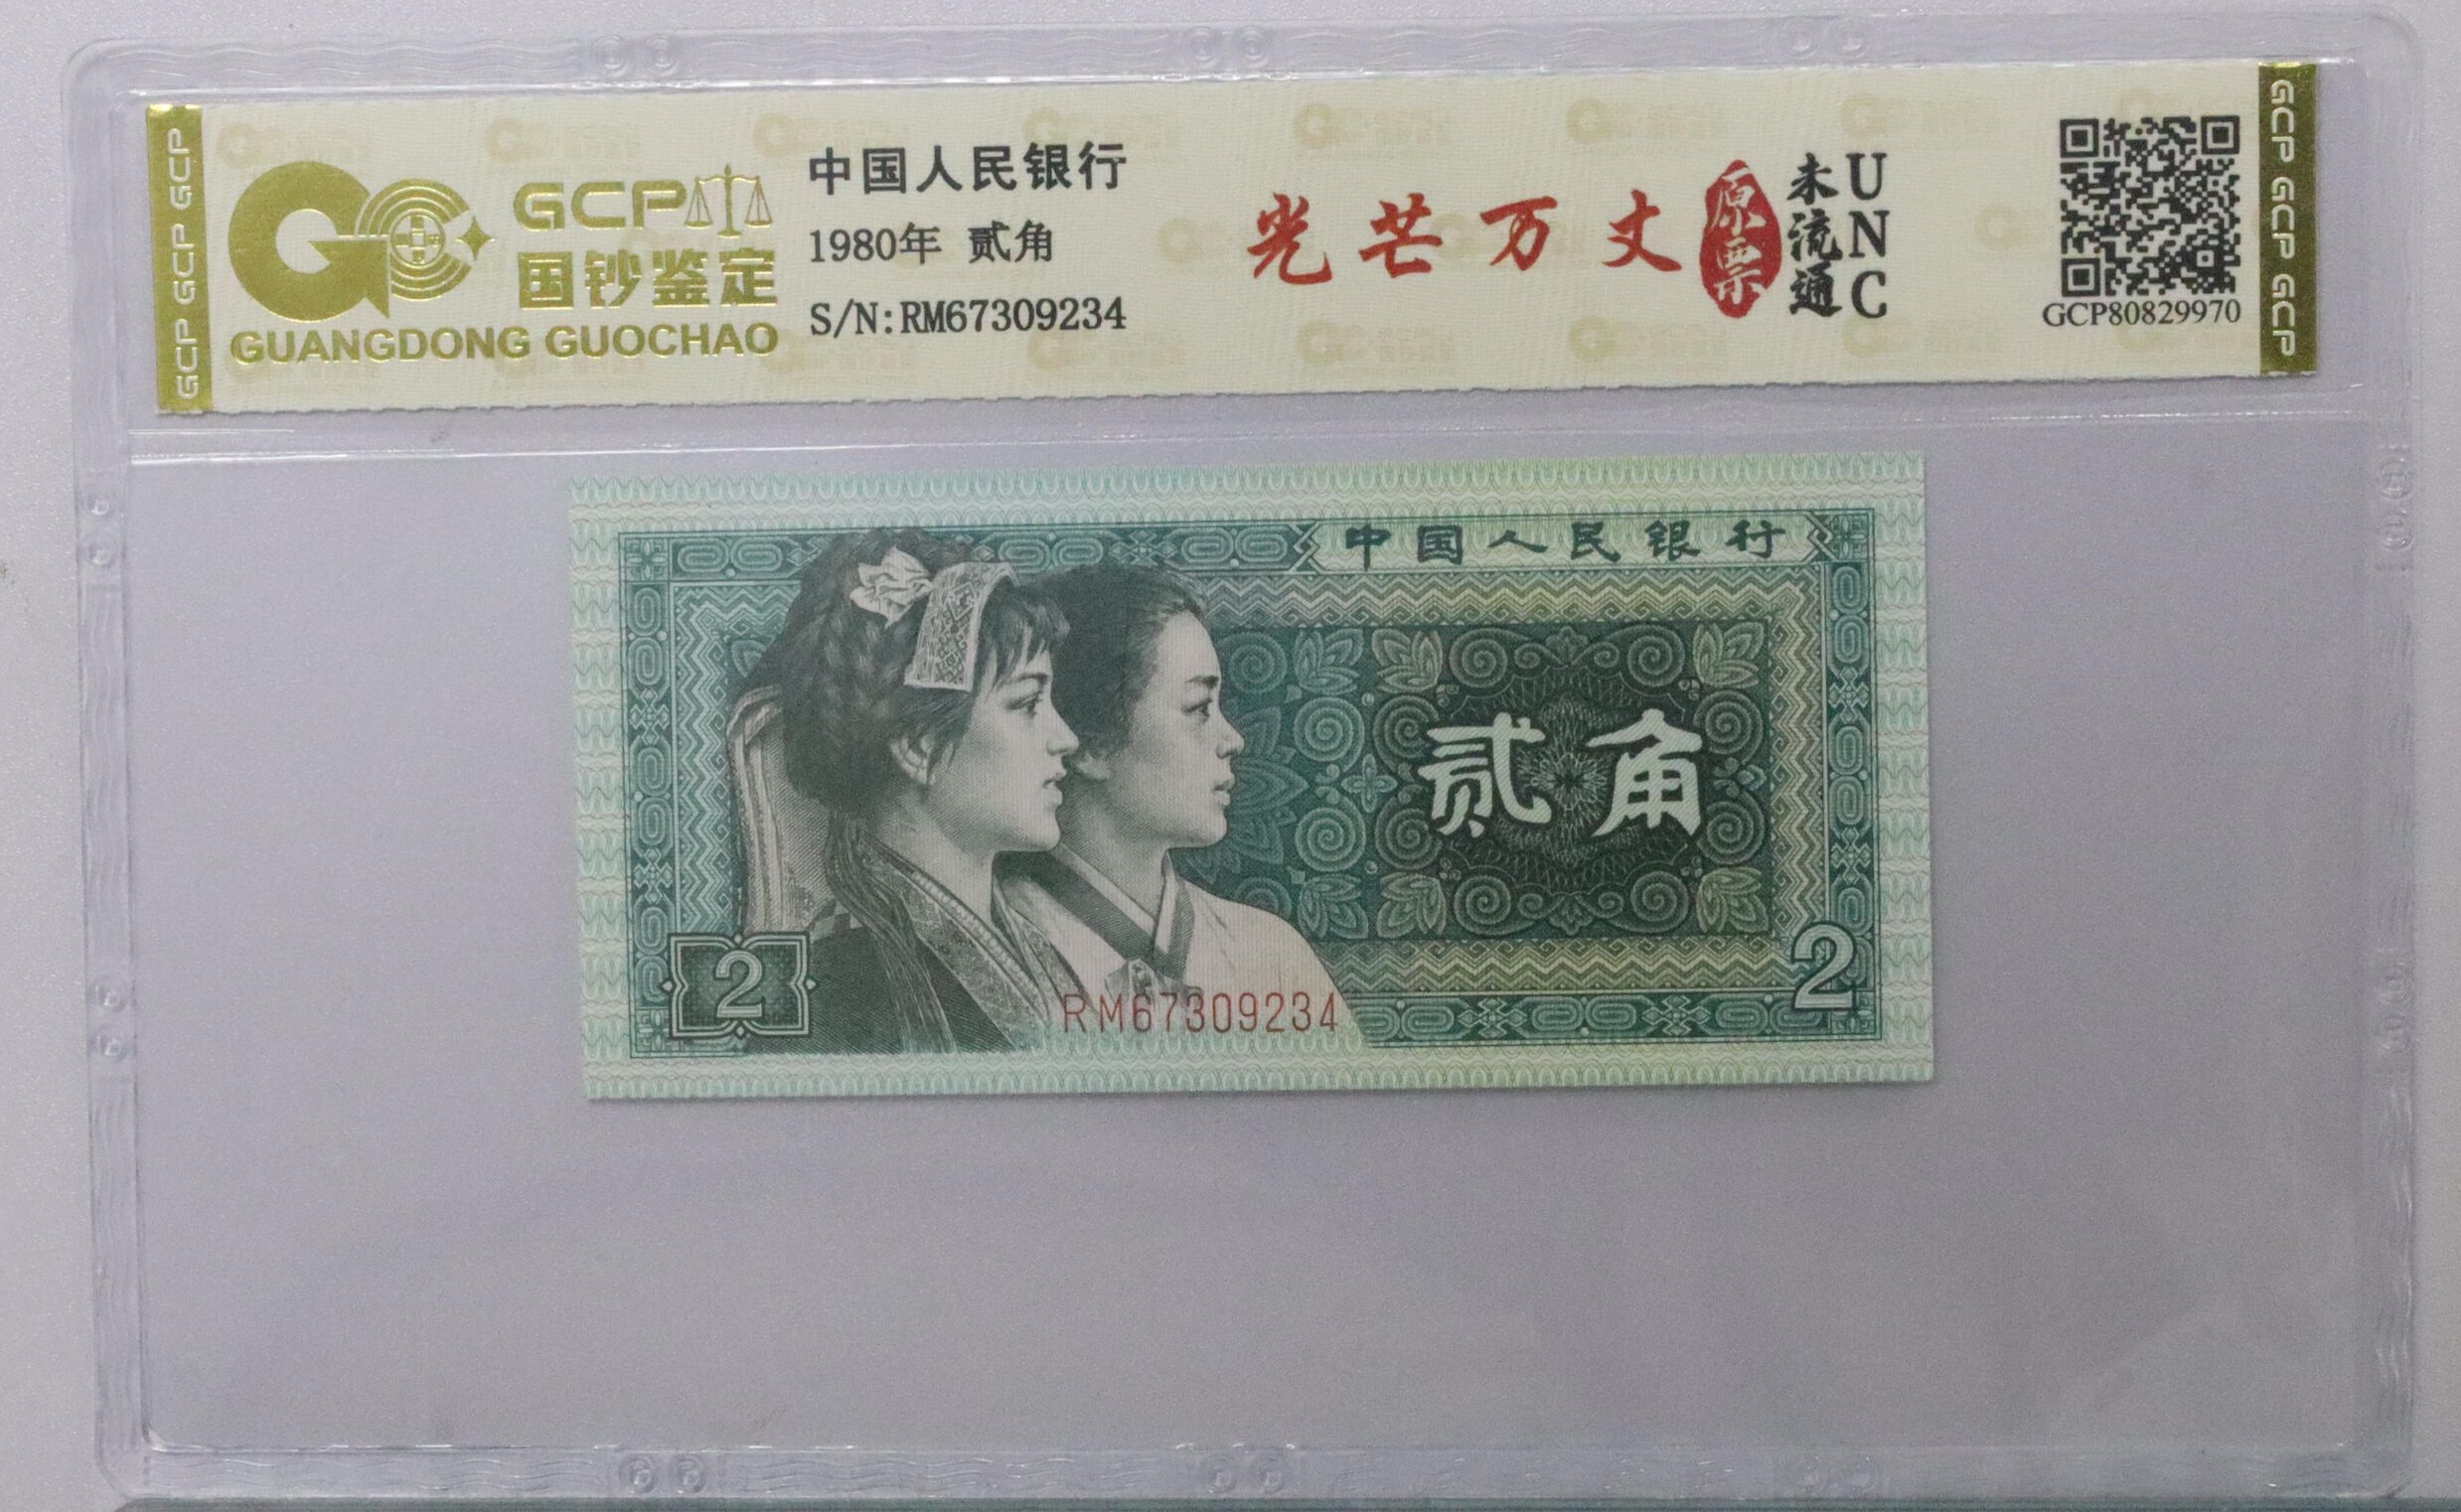 GCP GCP GCP
GCP
国钞鉴定
GUANGDONG GUOCHAO
中国人民银行
1980年 贰角
S/N:RM67309234
光芒万丈
原票
未流通
UNC
GCP80829970
GCP GCP GCP
中国人民银行
贰角
2
RM67309234
2